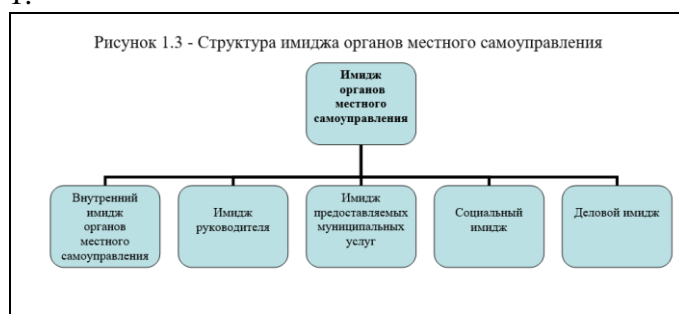 1.
Рисунок 1.3 - Структура имиджа органов местного самоуправления
Имидж
органов
местного
самоуправления
Внутренний
имидж
органов
местного
самоуправления
Имидж
руководителя
Имидж
предоставляемых
муниципальных
услуг
Социальный
имидж
Деловой имидж